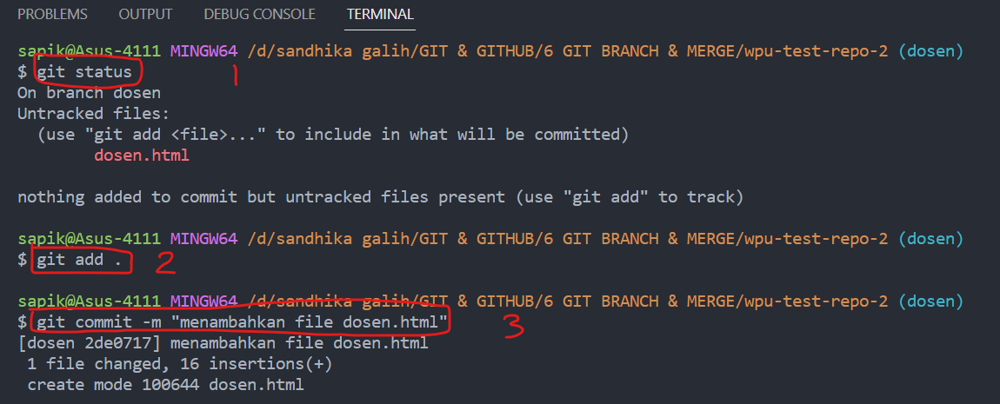 PROBLEMS OUTPUT DEBUG CONSOLE TERMINAL
sapik@Asus-4111 MINGW64 /d/sandhika galih/GIT & GITHUB/6 GIT BRANCH & MERGE/wpu-test-repo-2 (dosen)
$ git status 1
On branch dosen
Untracked files:
  (use "git add <file>..." to include in what will be committed)
        dosen.html
nothing added to commit but untracked files present (use "git add" to track)
sapik@Asus-4111 MINGW64 /d/sandhika galih/GIT & GITHUB/6 GIT BRANCH & MERGE/wpu-test-repo-2 (dosen)
$ git add . 2
sapik@Asus-4111 MINGW64 /d/sandhika galih/GIT & GITHUB/6 GIT BRANCH & MERGE/wpu-test-repo-2 (dosen)
$ git commit -m "menambahkan file dosen.html" 3
[dosen 2de0717] menambahkan file dosen.html
 1 file changed, 16 insertions(+)
 create mode 100644 dosen.html